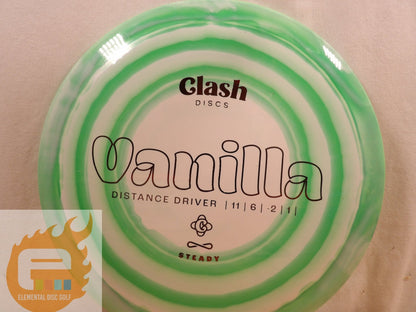 Clash
DISCS
Vanilla
DISTANCE DRIVER | 11 | 6 | -2 | 1 |
STEADY
ELEMENTAL DISC GOLF